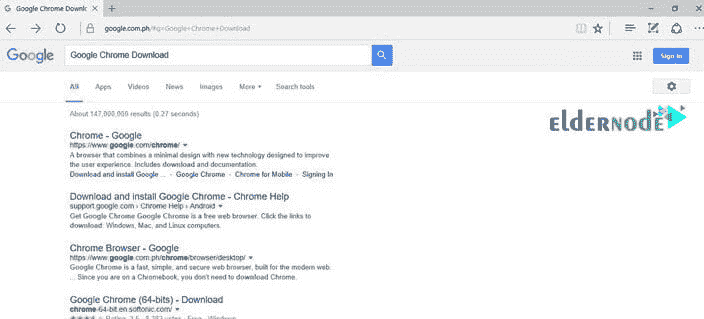 Google Chrome Downl
google.com.ph/#q=Google+Chrome+Download
Google
Google Chrome Download
Sign in
All Apps Videos News Images More Search tools
About 147,000,000 results (0.27 seconds)
ELDERNODE
Chrome - Google
https://www.google.com/chrome/
A browser that combines a minimal design with new technology designed to improve
the user experience. Includes download and documentation.
Download and install Google ... - Google Chrome - Chrome for Mobile - Signing In
Download and install Google Chrome - Chrome Help
support.google.com › Chrome Help › Android
Get Google Chrome Google Chrome is a free web browser. Click the links to
download: Windows, Mac, and Linux computers.
Chrome Browser - Google
https://www.google.com.ph/chrome/browser/desktop/
Google Chrome is a fast, simple, and secure web browser, built for the modern web.
... Since you are on a Chromebook, you don't need to download Chrome.
Google Chrome (64-bits) - Download
chrome-64-bit.en.softonic.com/